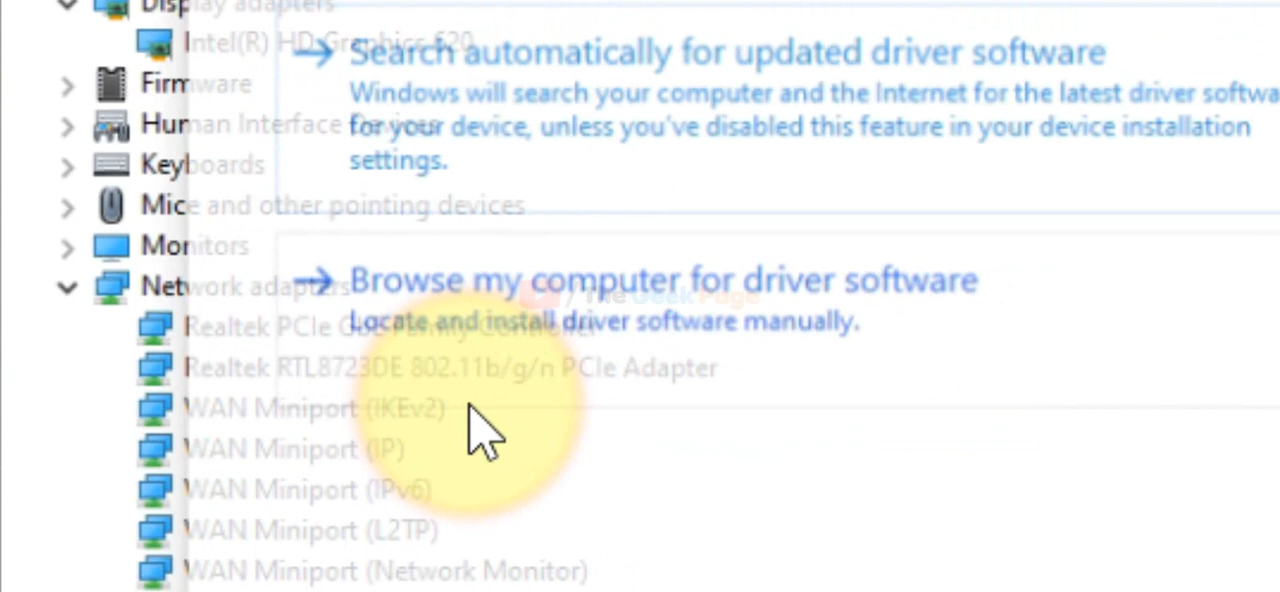 Display adapters
Intel(R) HD Graphics 620
Firmware
Human Interface Devices
Keyboards
Mice and other pointing devices
Monitors
Network adapters
Realtek PCIe GbE Family Controller
Realtek RTL8723DE 802.11b/g/n PCIe Adapter
WAN Miniport (IKEv2)
WAN Miniport (IP)
WAN Miniport (IPv6)
WAN Miniport (L2TP)
WAN Miniport (Network Monitor)
Search automatically for updated driver software
Windows will search your computer and the Internet for the latest driver softwa
for your device, unless you've disabled this feature in your device installation
settings.
Browse my computer for driver software
Locate and install driver software manually.
/ TheGeekPage